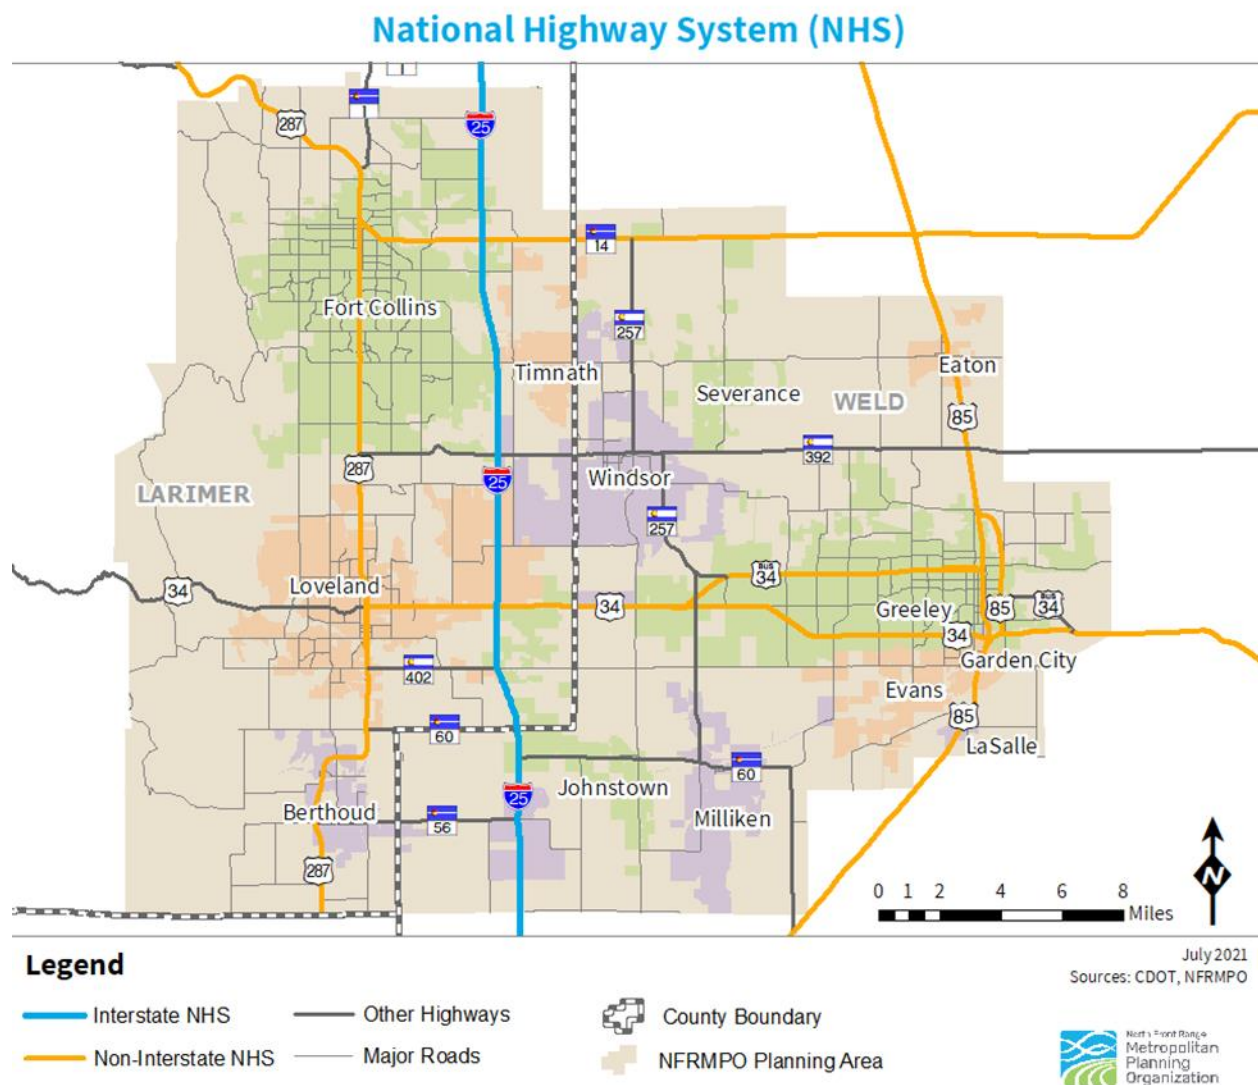 National Highway System (NHS)
287
1
25
14
257
Fort Collins
Timnath
Eaton
Severance
WELD
85
392
287
25
Windsor
LARIMER
257
Loveland
34
34
BUS
34
Greeley
85
BUS
34
34
Garden City
402
Evans
60
85
LaSalle
60
Johnstown
25
Berthoud
56
Milliken
287
N
0 1 2 4 6 8
Miles
July 2021
Sources: CDOT, NFRMPO
Legend
Interstate NHS
Other Highways
County Boundary
Non-Interstate NHS
Major Roads
NFRMPO Planning Area
North Front Range
Metropolitan
Planning
Organization